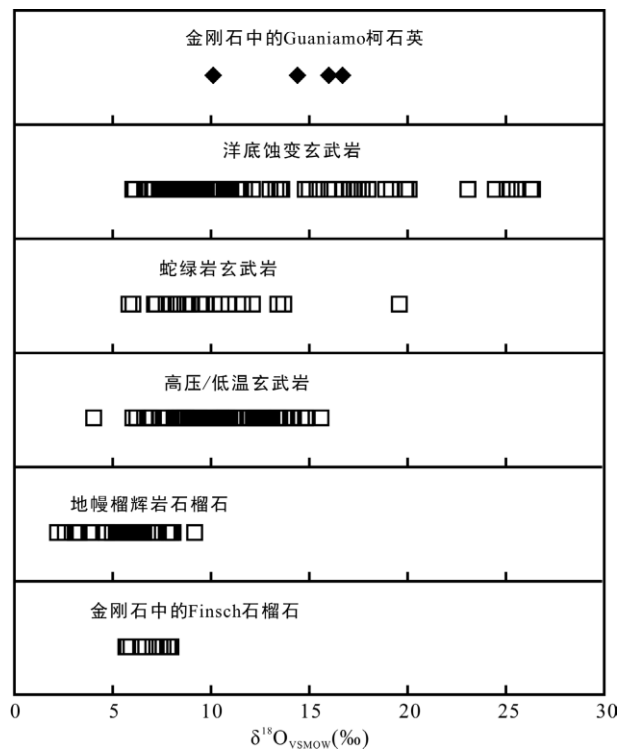 金刚石中的Guaniamo柯石英
洋底蚀变玄武岩
蛇绿岩玄武岩
高压/低温玄武岩
地幔榴辉岩石榴石
金刚石中的Finsch石榴石
0 5 10 15 20 25 30
δ¹⁸O_VSMOW(‰)